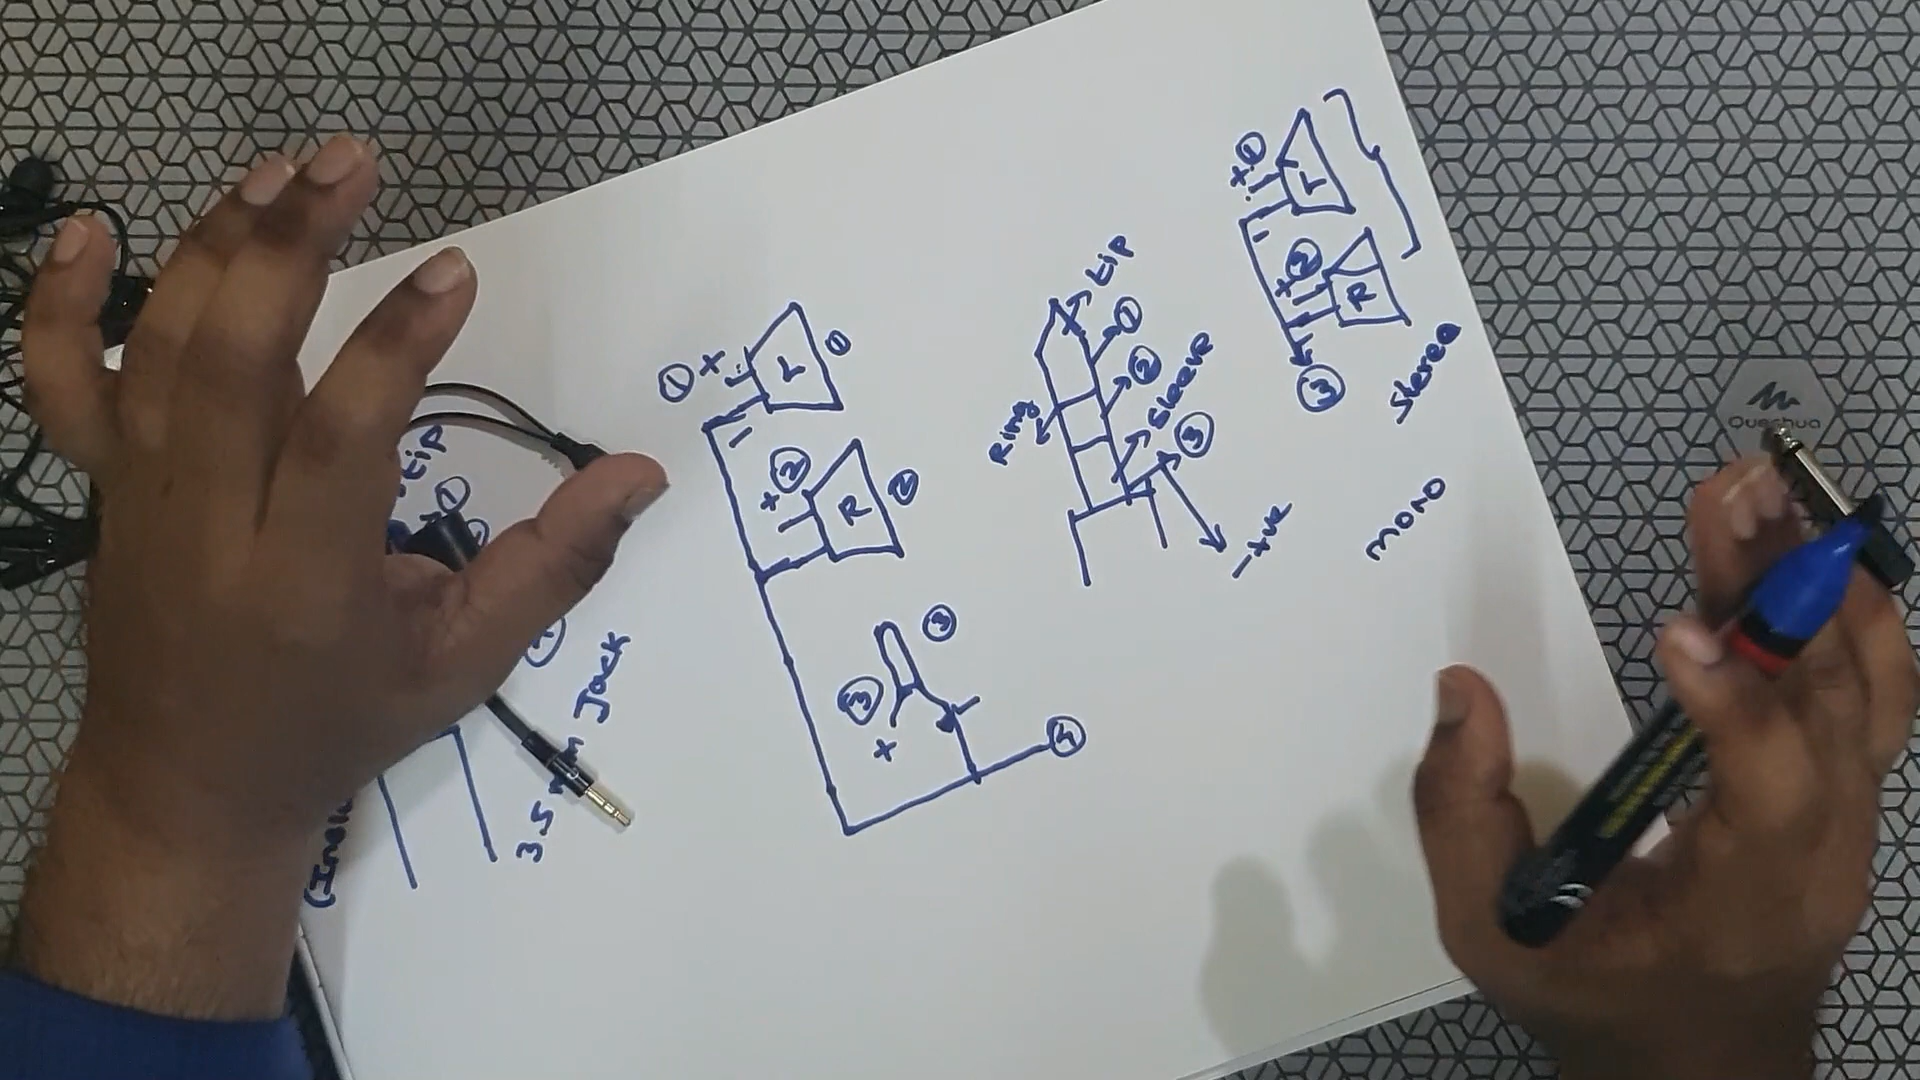 tip
①
3.5 mm Jack
① + L ①
-
+ ② R ②
③ ③
+ -
④
tip
①
②
Ring
Sleeve
③
-+ve
+ ① L
-
+ ② R
③
Stereo
mono
Quechua